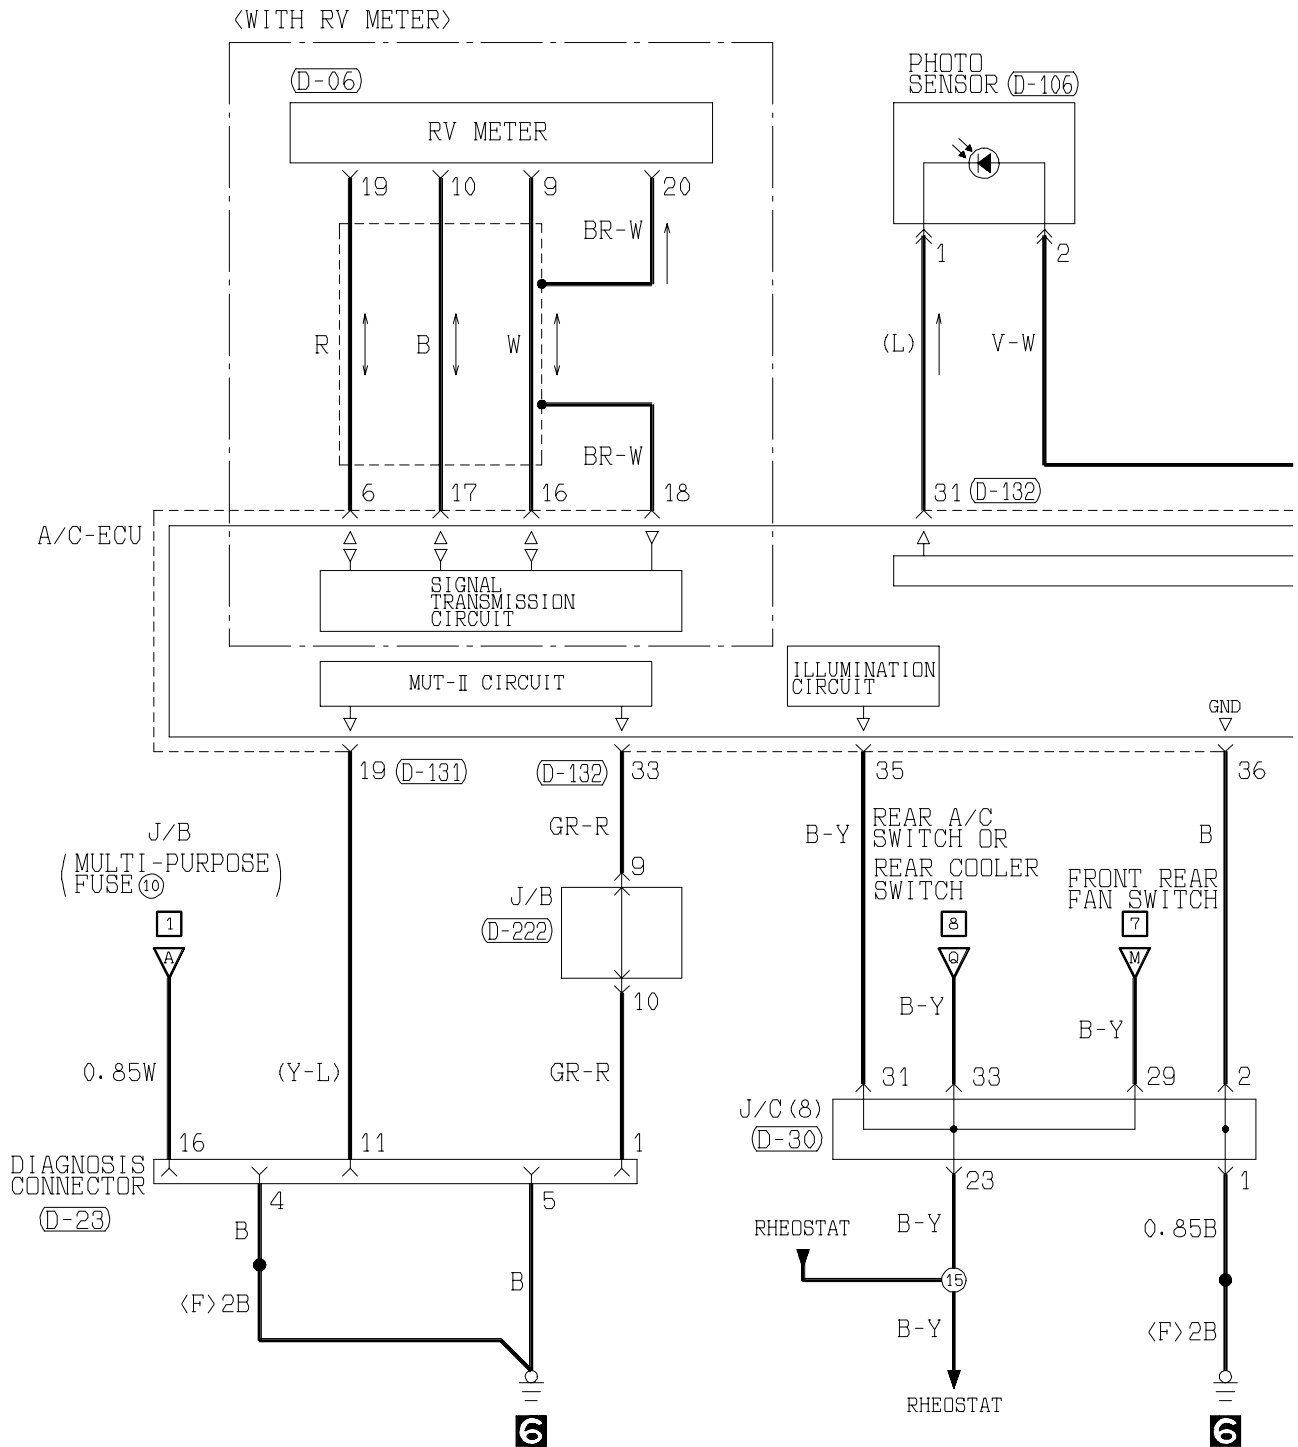 <WITH RV METER>
D-06
RV METER
19
10
9
20
BR-W
R
B
W
BR-W
6
17
16
18
PHOTO
SENSOR D-106
1
2
(L)
V-W
31 D-132
A/C-ECU
SIGNAL
TRANSMISSION
CIRCUIT
MUT-Ⅱ CIRCUIT
ILLUMINATION
CIRCUIT
GND
19 D-131
D-132 33
35
36
J/B
(MULTI-PURPOSE
FUSE⑩)
1
A
0.85W
(Y-L)
GR-R
9
J/B
D-222
10
GR-R
B-Y
REAR A/C
SWITCH OR
REAR COOLER
SWITCH
8
Q
B-Y
FRONT REAR
FAN SWITCH
7
M
B-Y
B
31
33
29
2
J/C(8)
D-30
16
11
1
DIAGNOSIS
CONNECTOR
D-23
4
5
B
<F>2B
B
6
23
1
RHEOSTAT
B-Y
15
B-Y
RHEOSTAT
0.85B
<F>2B
6